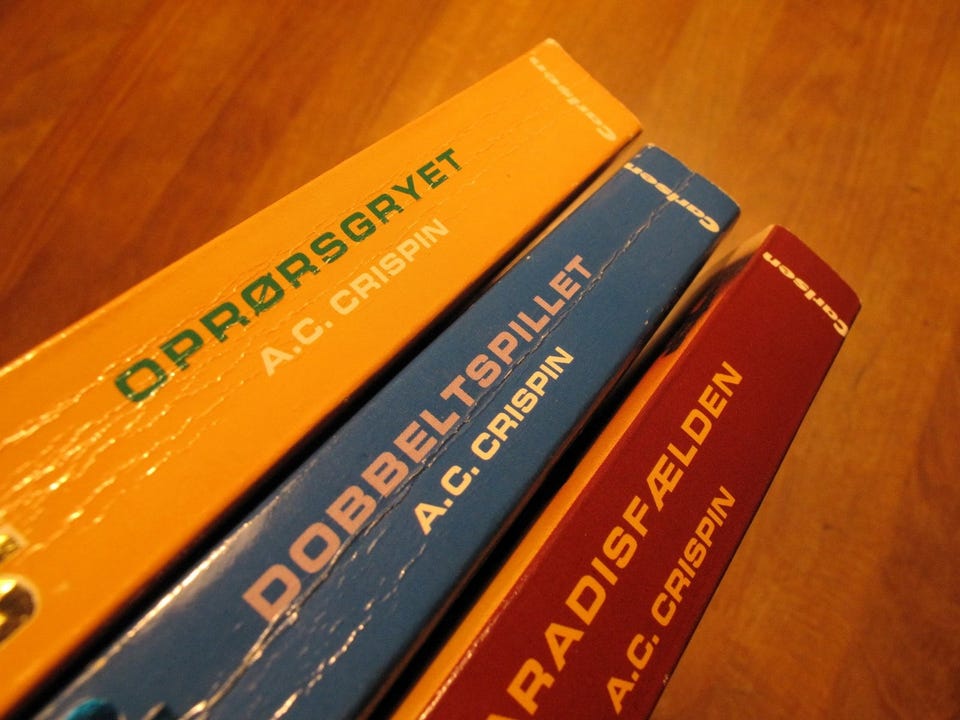 OPRØRSGRYET
A.C. CRISPIN
Carlsen
DOBBELTSPILLET
A.C. CRISPIN
Carlsen
ARADISFÆLDEN
A.C. CRISPIN
Carlsen